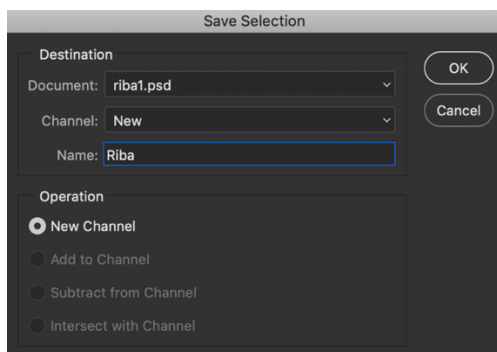 Save Selection
Destination
Document: riba1.psd
Channel: New
Name: Riba
OK
Cancel
Operation
New Channel
Add to Channel
Subtract from Channel
Intersect with Channel